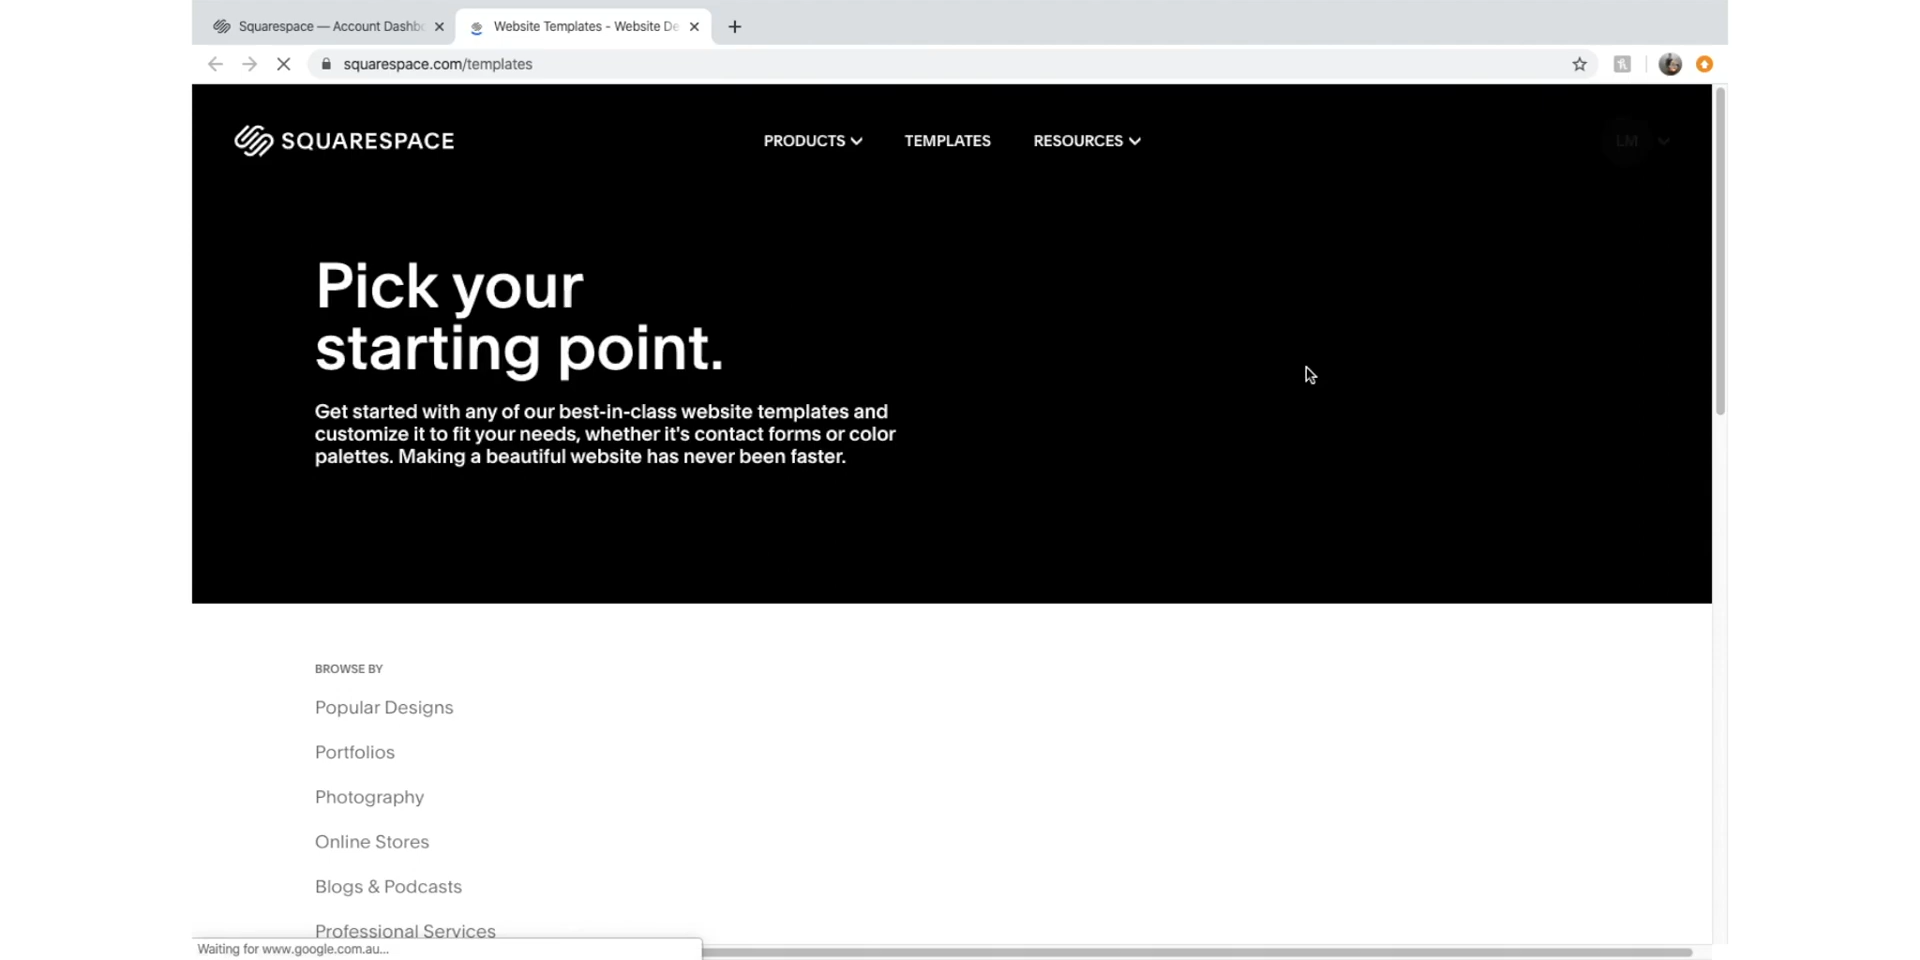 Squarespace — Account Dashb
Website Templates - Website De
squarespace.com/templates
SQUARESPACE
PRODUCTS
TEMPLATES
RESOURCES
LM
Pick your
starting point.
Get started with any of our best-in-class website templates and
customize it to fit your needs, whether it's contact forms or color
palettes. Making a beautiful website has never been faster.
BROWSE BY
Popular Designs
Portfolios
Photography
Online Stores
Blogs & Podcasts
Professional Services
Waiting for www.google.com.au...